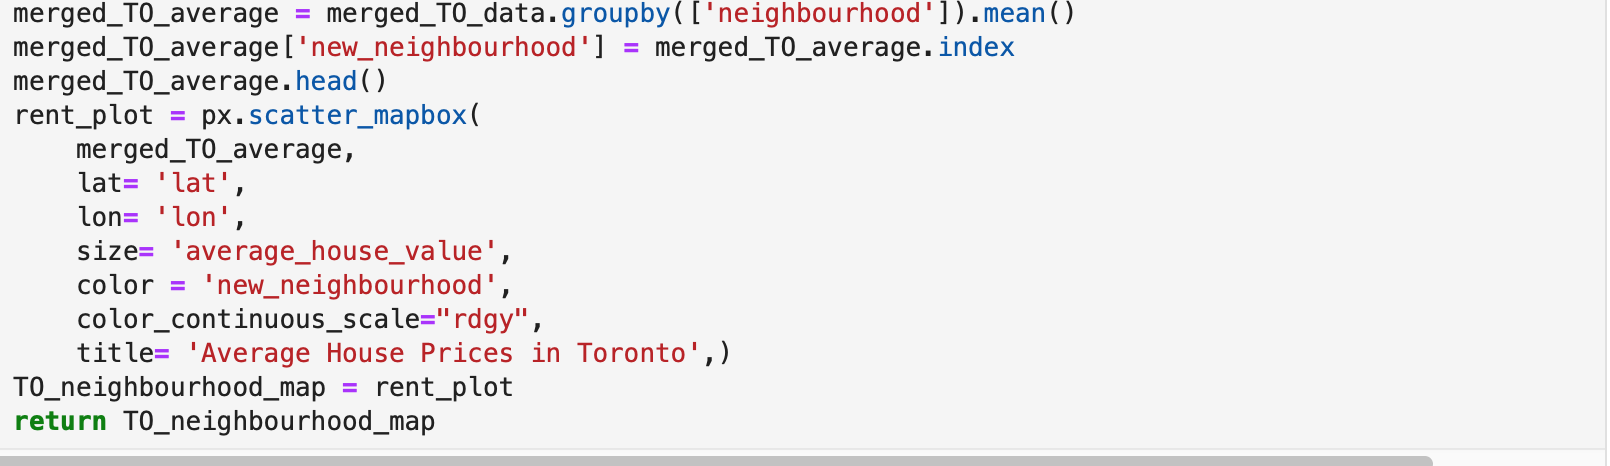 merged_TO_average = merged_TO_data.groupby(['neighbourhood']).mean()
merged_TO_average['new_neighbourhood'] = merged_TO_average.index
merged_TO_average.head()
rent_plot = px.scatter_mapbox(
    merged_TO_average,
    lat= 'lat',
    lon= 'lon',
    size= 'average_house_value',
    color = 'new_neighbourhood',
    color_continuous_scale="rdgy",
    title= 'Average House Prices in Toronto',)
TO_neighbourhood_map = rent_plot
return TO_neighbourhood_map